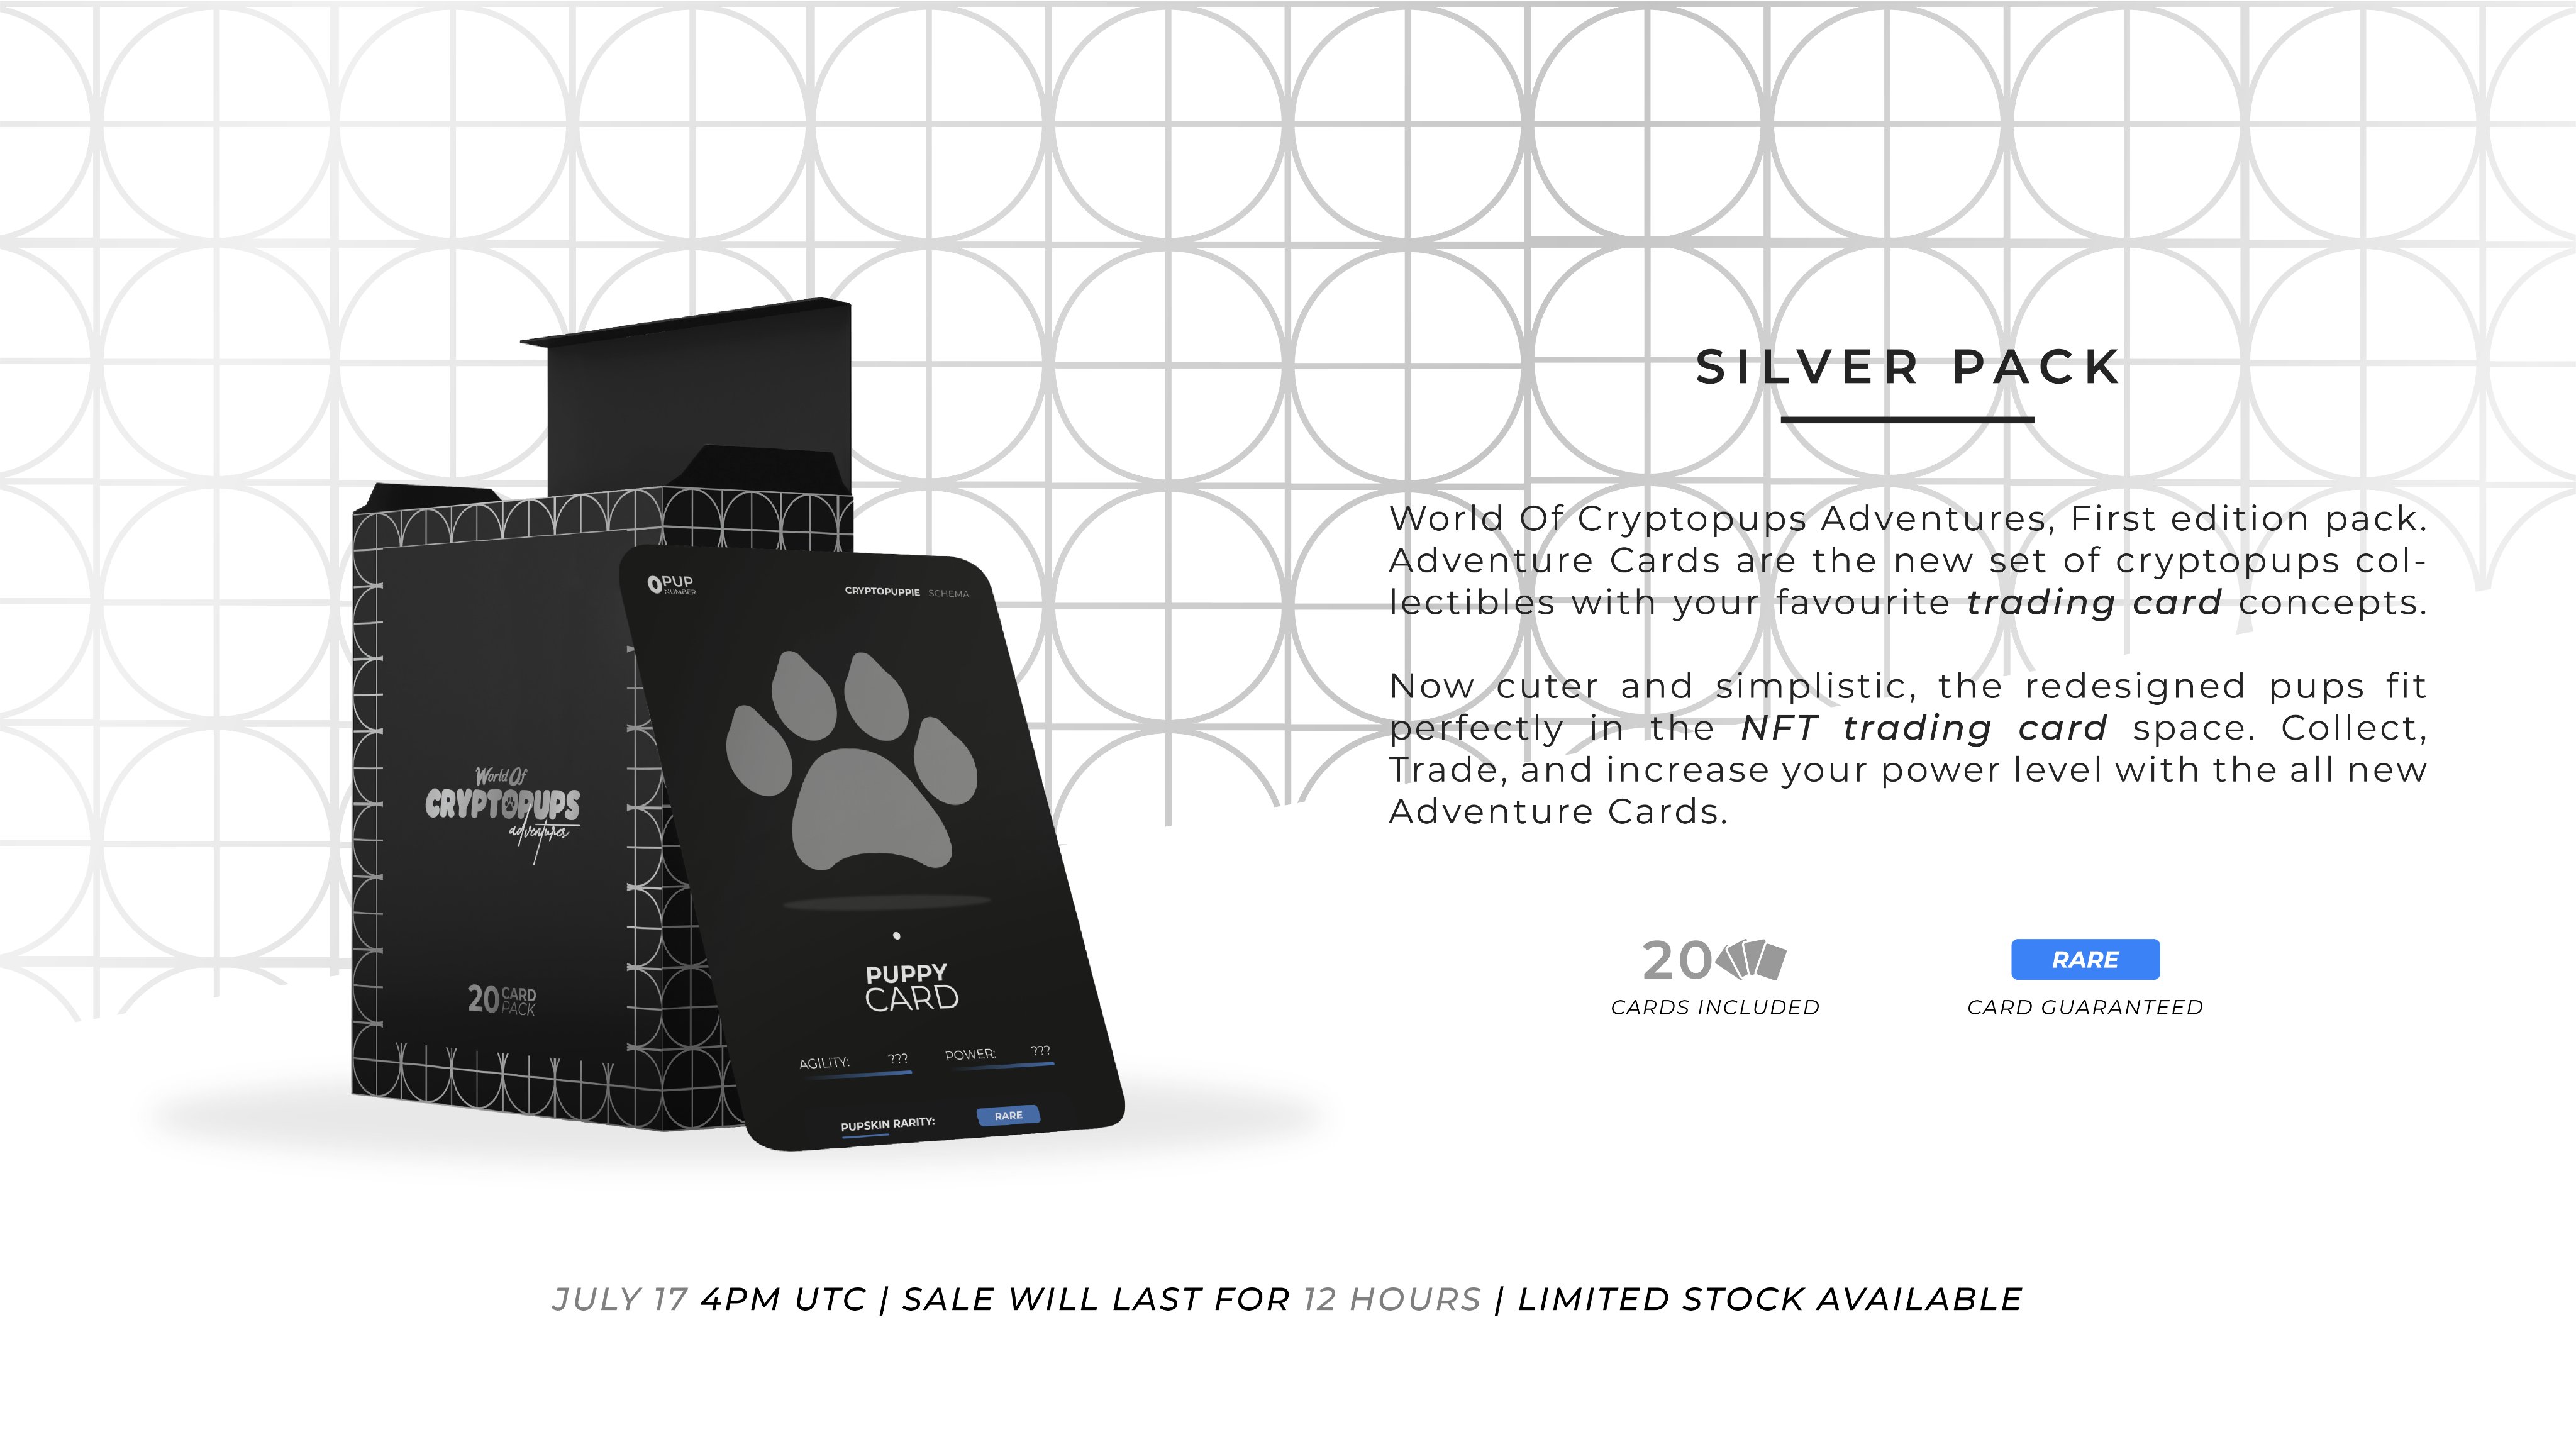 SILVER PACK
World Of Cryptopups Adventures, First edition pack.
Adventure Cards are the new set of cryptopups col-
lectibles with your favourite trading card concepts.
Now cuter and simplistic, the redesigned pups fit
perfectly in the NFT trading card space. Collect,
Trade, and increase your power level with the all new
Adventure Cards.
20
CARDS INCLUDED
RARE
CARD GUARANTEED
World Of
CRYPTOPUPS
adventures
20 CARD
PACK
0 PUP
NUMBER
CRYPTOPUPPIE SCHEMA
PUPPY
CARD
AGILITY: ???
POWER: ???
PUPSKIN RARITY: RARE
JULY 17 4PM UTC | SALE WILL LAST FOR 12 HOURS | LIMITED STOCK AVAILABLE